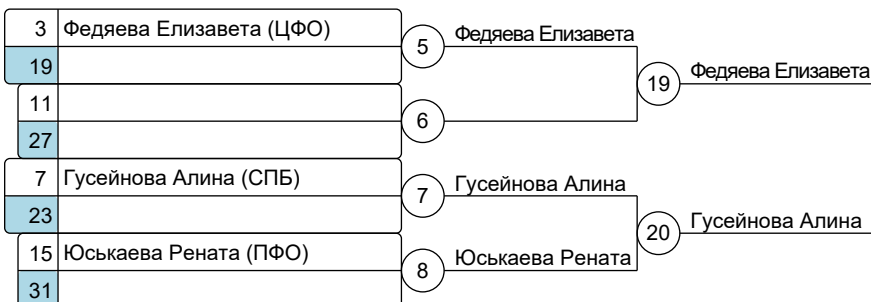 3 Федяева Елизавета (ЦФО)
5 Федяева Елизавета
19
19 Федяева Елизавета
11
6
27
7 Гусейнова Алина (СПБ)
7 Гусейнова Алина
23
20 Гусейнова Алина
15 Юськаева Рената (ПФО)
8 Юськаева Рената
31